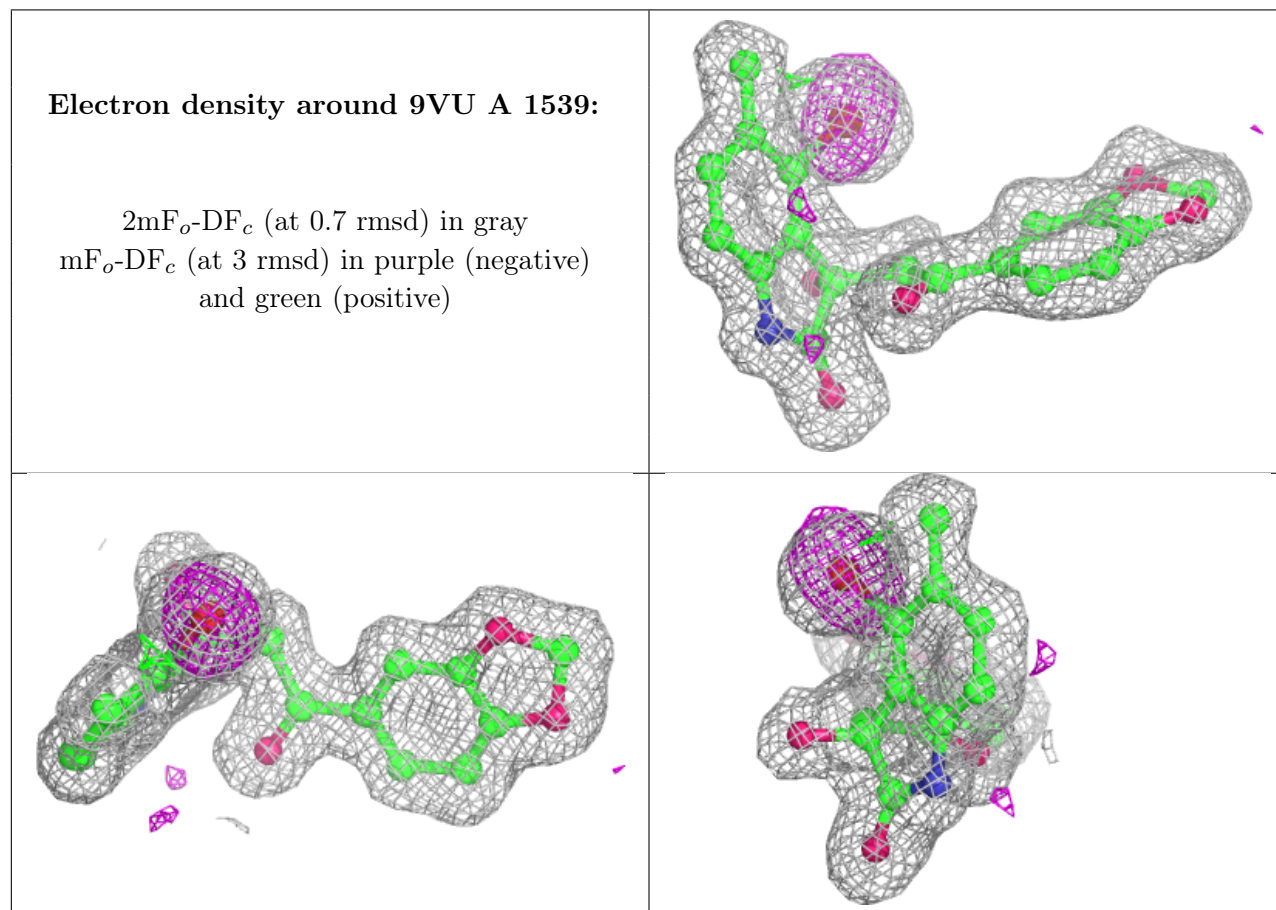 Electron density around 9VU A 1539:
2mFo-DFc (at 0.7 rmsd) in gray
mFo-DFc (at 3 rmsd) in purple (negative)
and green (positive)